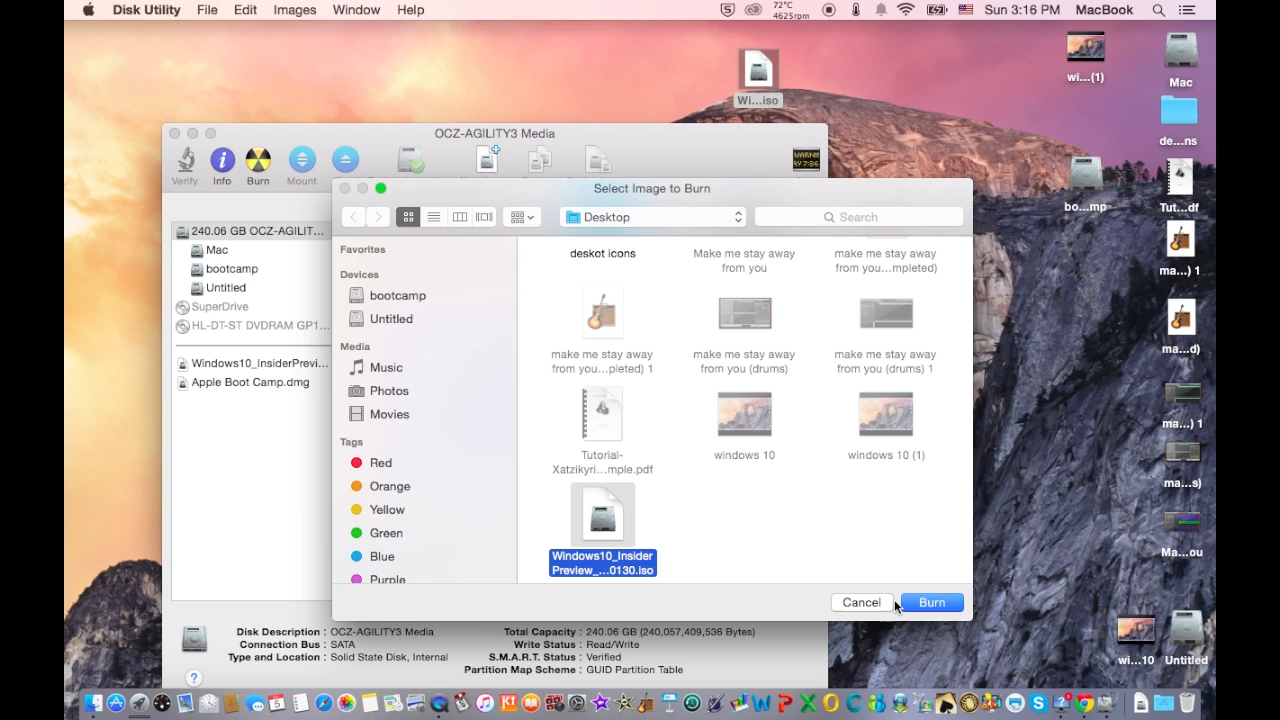 Disk Utility File Edit Images Window Help
72°C
4625rpm
Sun 3:16 PM MacBook
wi...(1)
Mac
Wi...iso
de...ns
bo...mp
Tut...df
ma...) 1
ma...d)
ma...) 1
ma...s)
Ma...ou
wi...10
Untitled
OCZ-AGILITY3 Media
Verify Info Burn Mount
WARNIN
AY 7:36
Select Image to Burn
Desktop
Search
240.06 GB OCZ-AGILIT...
Mac
bootcamp
Untitled
SuperDrive
HL-DT-ST DVDRAM GP1...
Windows10_InsiderPrevi...
Apple Boot Camp.dmg
Favorites
Devices
bootcamp
Untitled
Media
Music
Photos
Movies
Tags
Red
Orange
Yellow
Green
Blue
Purple
deskot icons
Make me stay away
from you
Make me stay away
from you...mpleted)
make me stay away
from you...pleted) 1
make me stay away
from you (drums)
make me stay away
from you (drums) 1
Tutorial-
Xatzikyri...mple.pdf
windows 10
windows 10 (1)
Windows10_Insider
Preview_...0130.iso
Cancel Burn
Disk Description : OCZ-AGILITY3 Media
Connection Bus : SATA
Type and Location : Solid State Disk, Internal
Total Capacity : 240.06 GB (240,057,409,536 Bytes)
Write Status : Read/Write
S.M.A.R.T. Status : Verified
Partition Map Scheme : GUID Partition Table
?